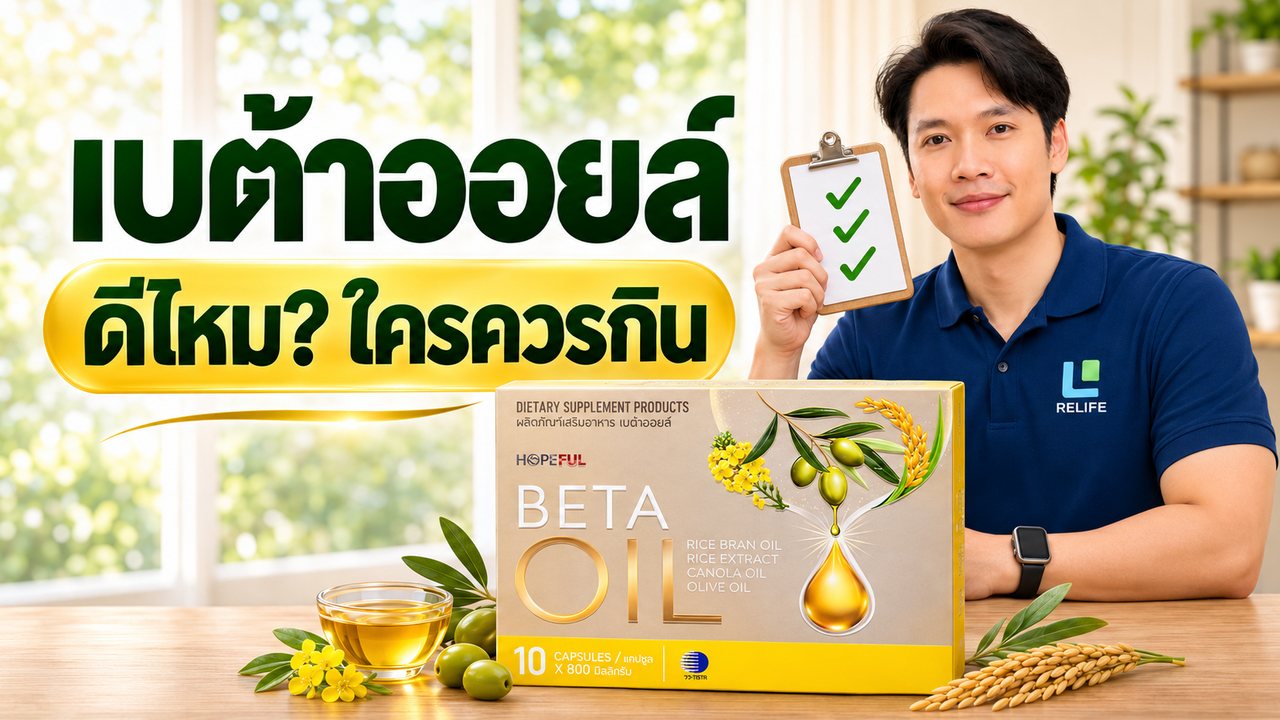 เบต้าออยล์
ดีไหม? ใครควรกิน
RELIFE
DIETARY SUPPLEMENT PRODUCTS
ผลิตภัณฑ์เสริมอาหาร เบต้าออยล์
HOPEFUL
BETA
OIL
RICE BRAN OIL
RICE EXTRACT
CANOLA OIL
OLIVE OIL
10 CAPSULES / แคปซูล
X 800 มิลลิกรัม
วว-TISTR